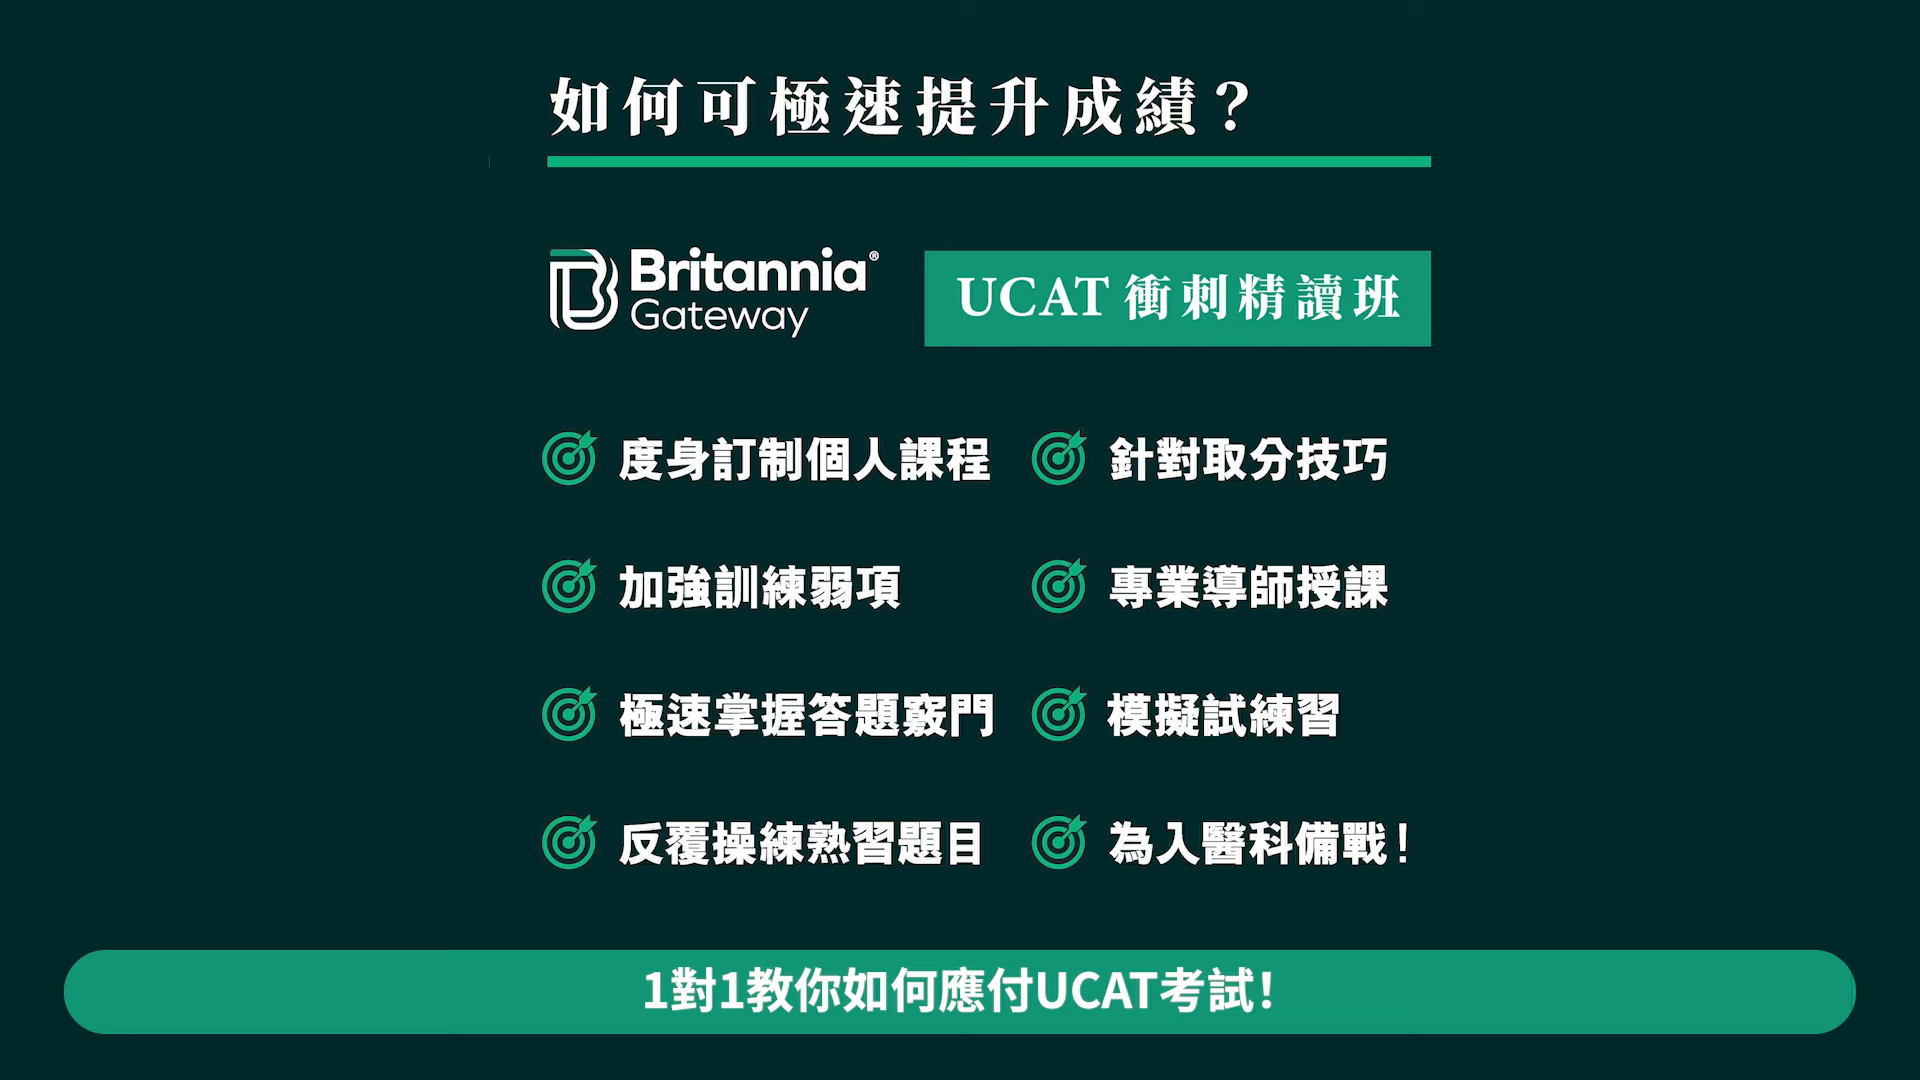 如何可極速提升成績？
Britannia®
Gateway
UCAT 衝刺精讀班
度身訂制個人課程
針對取分技巧
加強訓練弱項
專業導師授課
極速掌握答題竅門
模擬試練習
反覆操練熟習題目
為入醫科備戰！
1對1教你如何應付UCAT考試！